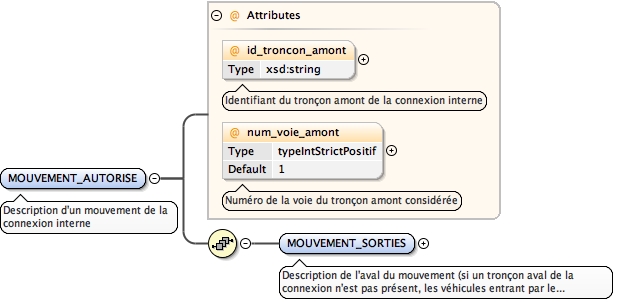 @ Attributes
@ id_troncon_amont
Type xsd:string
Identifiant du tronçon amont de la connexion interne
@ num_voie_amont
Type typeIntStrictPositif
Default 1
Numéro de la voie du tronçon amont considérée
MOUVEMENT_AUTORISE
Description d'un mouvement de la
connexion interne
MOUVEMENT_SORTIES
Description de l'aval du mouvement (si un tronçon aval de la
connexion n'est pas présent, les véhicules entrant par le...